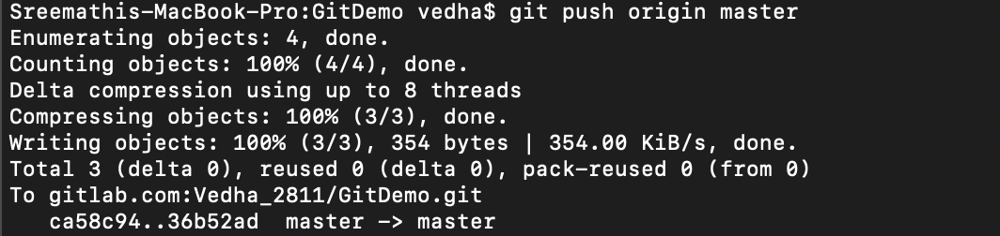 Sreemathis-MacBook-Pro:GitDemo vedha$ git push origin master
Enumerating objects: 4, done.
Counting objects: 100% (4/4), done.
Delta compression using up to 8 threads
Compressing objects: 100% (3/3), done.
Writing objects: 100% (3/3), 354 bytes | 354.00 KiB/s, done.
Total 3 (delta 0), reused 0 (delta 0), pack-reused 0 (from 0)
To gitlab.com:Vedha_2811/GitDemo.git
   ca58c94..36b52ad  master -> master